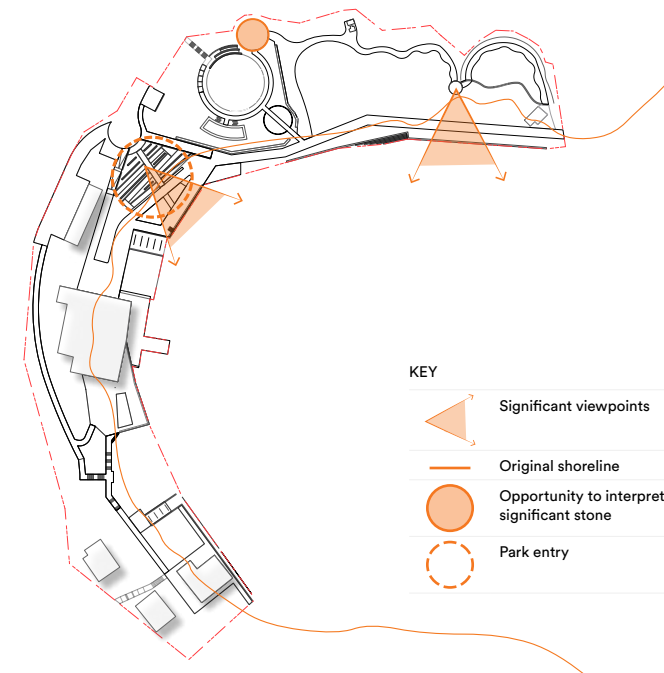 KEY
Significant viewpoints
Original shoreline
Opportunity to interpret
significant stone
Park entry